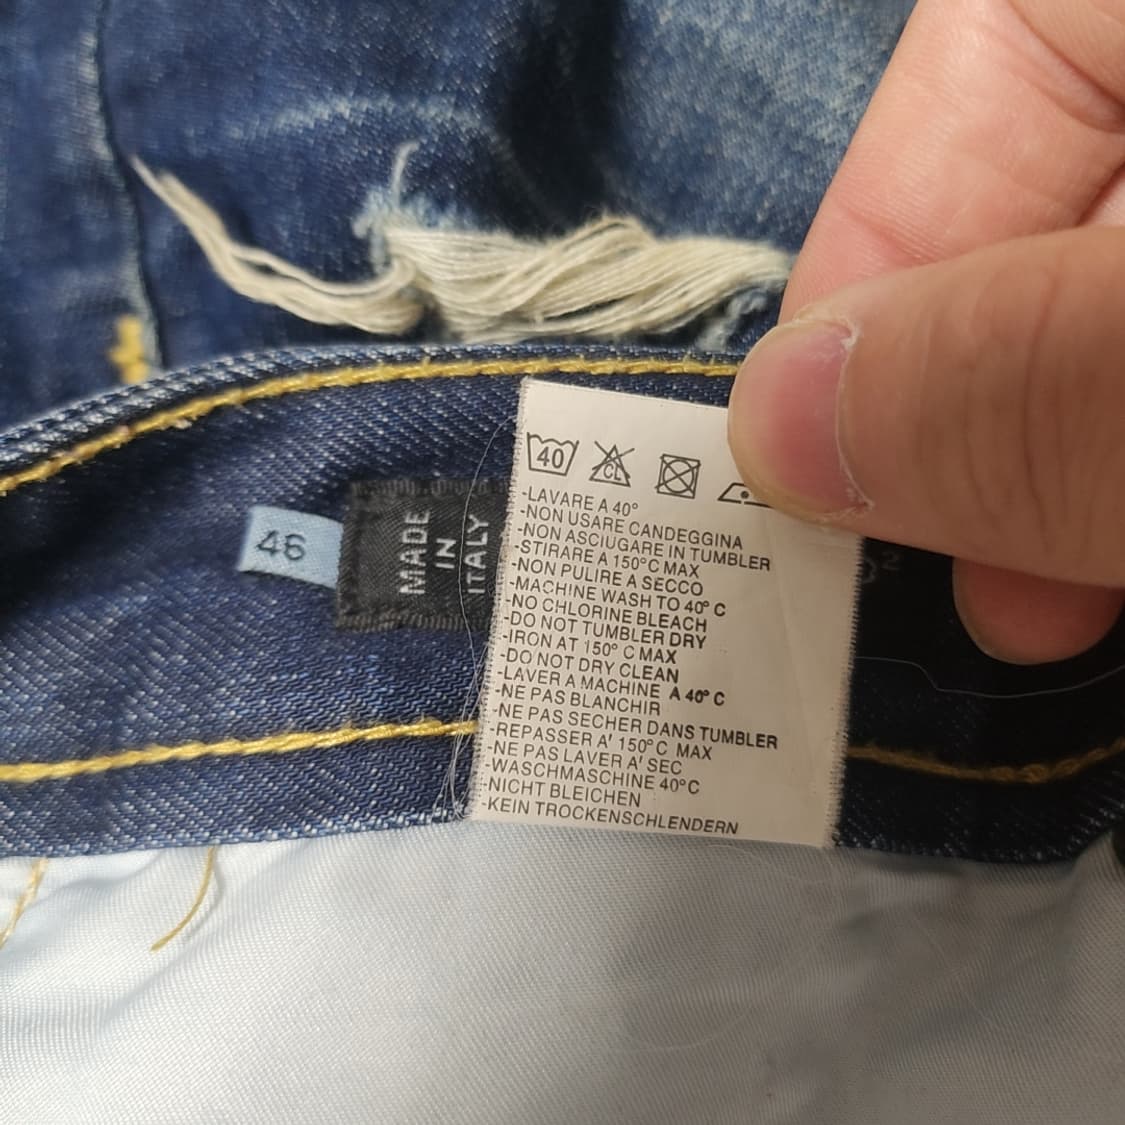 46
MADE
IN
ITALY
40
CL
-LAVARE A 40°
-NON USARE CANDEGGINA
-NON ASCIUGARE IN TUMBLER
-STIRARE A 150°C MAX
-NON PULIRE A SECCO
-MACHINE WASH TO 40° C
-NO CHLORINE BLEACH
-DO NOT TUMBLER DRY
-IRON AT 150° C MAX
-DO NOT DRY CLEAN
-LAVER A MACHINE A 40° C
-NE PAS BLANCHIR
-NE PAS SECHER DANS TUMBLER
-REPASSER A' 150°C MAX
-NE PAS LAVER A' SEC
-WASCHMASCHINE 40°C
NICHT BLEICHEN
KEIN TROCKENSCHLENDERN